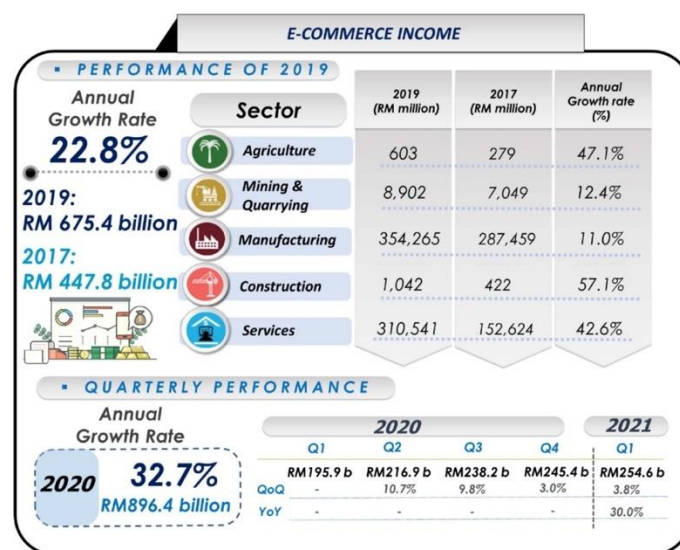 E-COMMERCE INCOME
▪ PERFORMANCE OF 2019
Annual
Growth Rate
22.8%
2019:
RM 675.4 billion
2017:
RM 447.8 billion
Sector 2019 (RM million) 2017 (RM million) Annual Growth rate (%)
Agriculture 603 279 47.1%
Mining & Quarrying 8,902 7,049 12.4%
Manufacturing 354,265 287,459 11.0%
Construction 1,042 422 57.1%
Services 310,541 152,624 42.6%
▪ QUARTERLY PERFORMANCE
Annual
Growth Rate
2020 32.7%
RM896.4 billion
2020 2021
Q1 Q2 Q3 Q4 Q1
RM195.9 b RM216.9 b RM238.2 b RM245.4 b RM254.6 b
QoQ - 10.7% 9.8% 3.0% 3.8%
YoY - - - - 30.0%